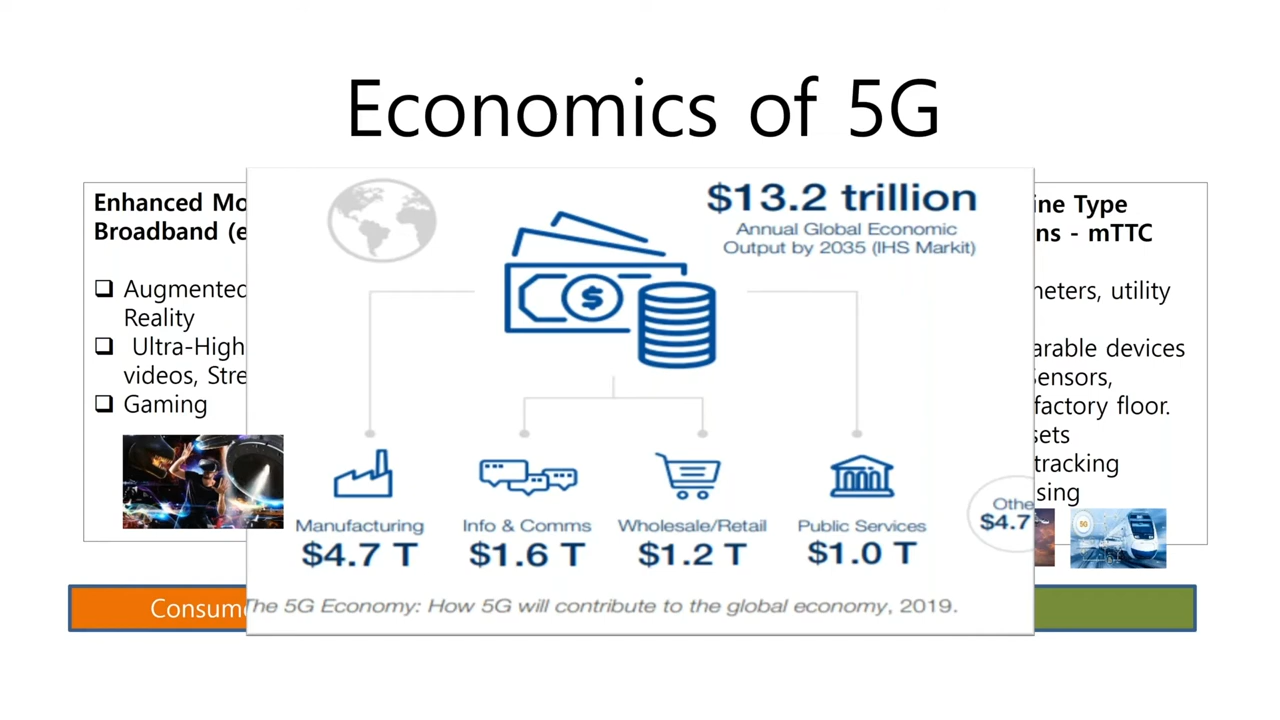 Economics of 5G
Enhanced Mo
Broadband (e
❑ Augmented
Reality
❑ Ultra-High
videos, Stre
❑ Gaming
$13.2 trillion
Annual Global Economic
Output by 2035 (IHS Markit)
$
Manufacturing
$4.7 T
Info & Comms
$1.6 T
Wholesale/Retail
$1.2 T
Public Services
$1.0 T
Othe
$4.7
The 5G Economy: How 5G will contribute to the global economy, 2019.
ine Type
ns - mTTC
meters, utility
arable devices
Sensors,
factory floor.
sets
tracking
sing
5G
Consum